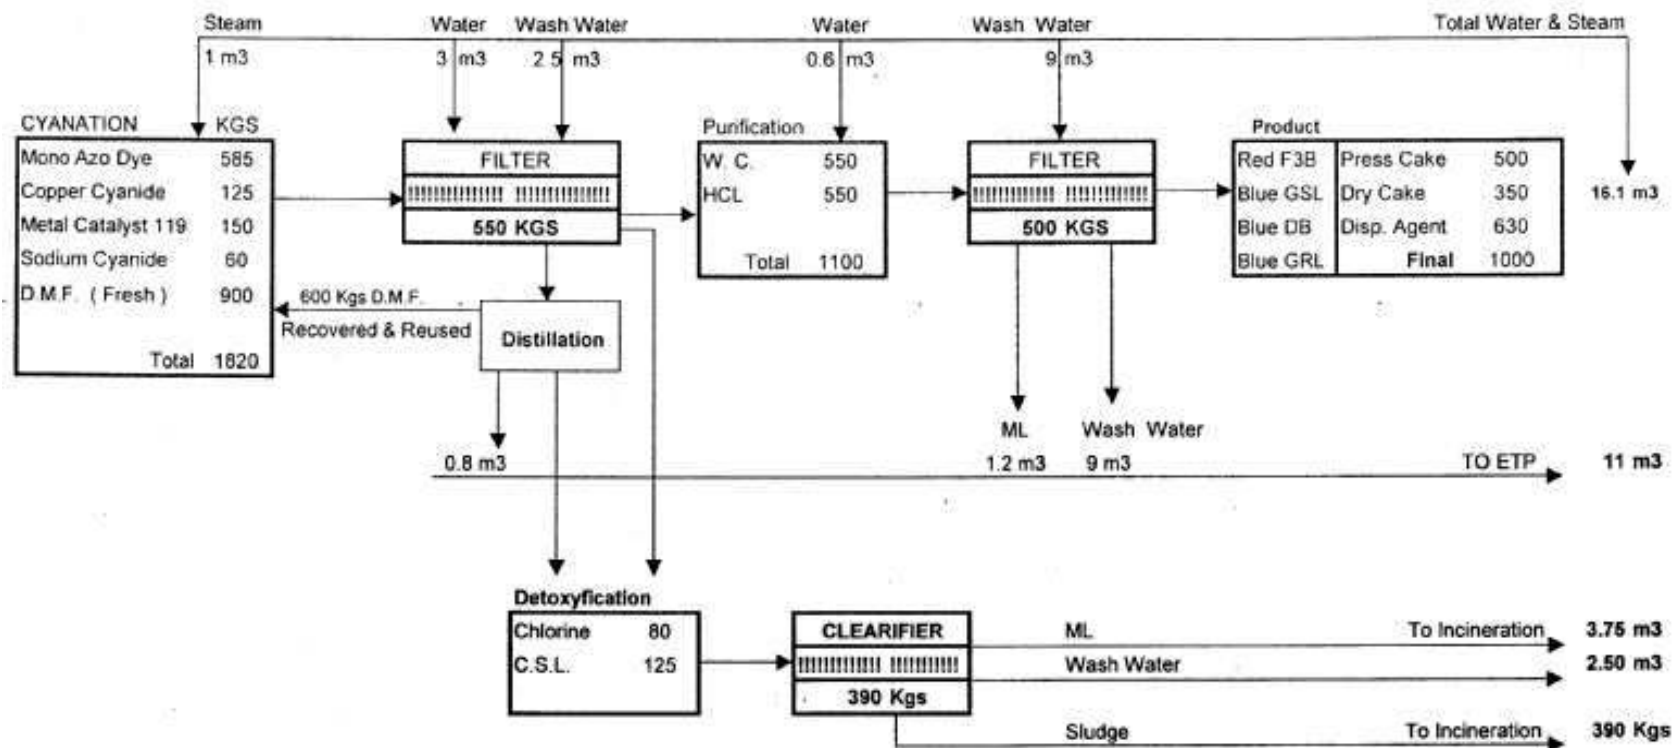 Steam Water Wash Water Water Wash Water Total Water & Steam
1 m3 3 m3 2 5 m3 0.6 m3 9 m3
CYANATION KGS
Mono Azo Dye 585
Copper Cyanide 125
Metal Catalyst 119 150
Sodium Cyanide 60
D.M.F. ( Fresh ) 900
Total 1820
FILTER
550 KGS
Purification
W. C. 550
HCL 550
Total 1100
FILTER
500 KGS
Product
Red F3B Press Cake 500
Blue GSL Dry Cake 350
Blue DB Disp. Agent 630
Blue GRL Final 1000
16.1 m3
600 Kgs D.M.F.
Recovered & Reused
Distillation
ML Wash Water
0.8 m3 1.2 m3 9 m3 TO ETP 11 m3
Detoxyfication
Chlorine 80
C.S.L. 125
CLEARIFIER
390 Kgs
ML To Incineration 3.75 m3
Wash Water 2.50 m3
Sludge To Incineration 390 Kgs